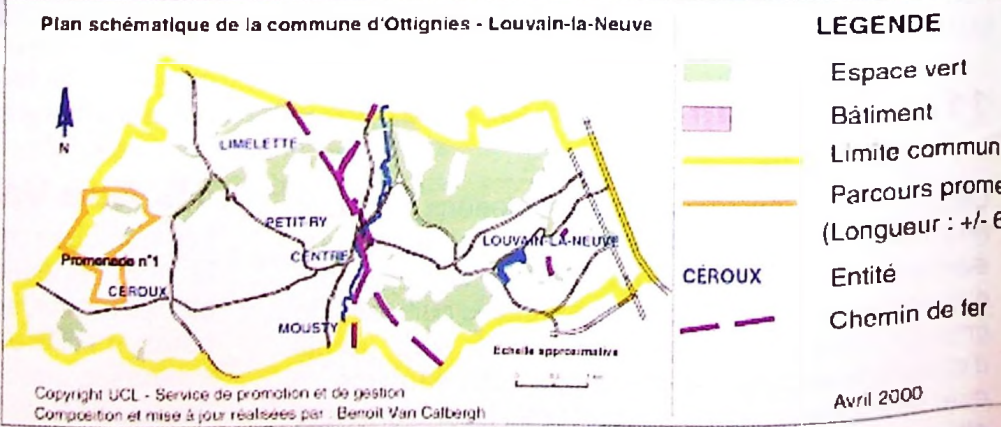 Plan schématique de la commune d'Ottignies - Louvain-la-Neuve
N
LIMELETTE
PETIT RY
CENTRE
LOUVAIN-LA-NEUVE
Promenade n°1
CÉROUX
MOUSTY
Echelle approximative
Copyright UCL - Service de promotion et de gestion
Composition et mise à jour réalisées par : Benoit Van Calbergh
LEGENDE
Espace vert
Bâtiment
Limite commun
Parcours prome
(Longueur : +/- 6
CÉROUX Entité
Chemin de fer
Avril 2000